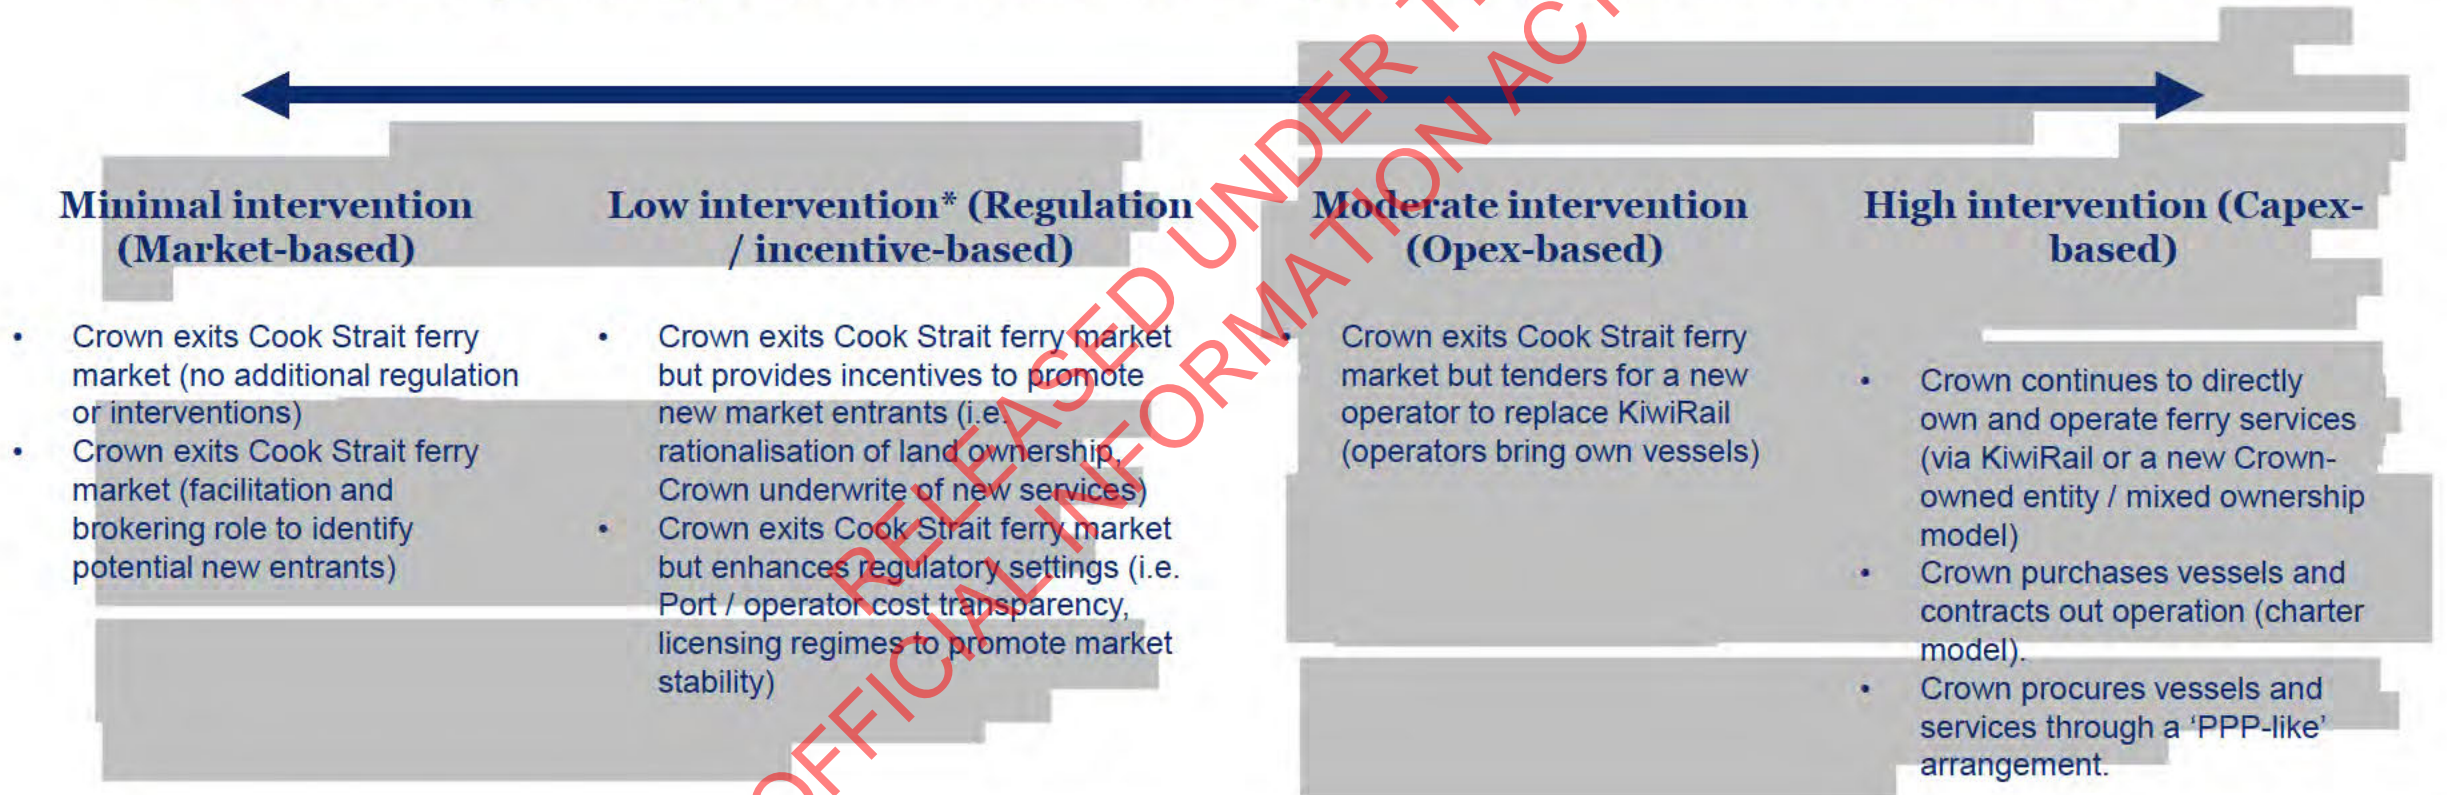 Minimal intervention
(Market-based)
• Crown exits Cook Strait ferry
market (no additional regulation
or interventions)
• Crown exits Cook Strait ferry
market (facilitation and
brokering role to identify
potential new entrants)
Low intervention* (Regulation
/ incentive-based)
• Crown exits Cook Strait ferry market
but provides incentives to promote
new market entrants (i.e.
rationalisation of land ownership,
Crown underwrite of new services)
• Crown exits Cook Strait ferry market
but enhances regulatory settings (i.e.
Port / operator cost transparency,
licensing regimes to promote market
stability)
Moderate intervention
(Opex-based)
• Crown exits Cook Strait ferry
market but tenders for a new
operator to replace KiwiRail
(operators bring own vessels)
High intervention (Capex-
based)
• Crown continues to directly
own and operate ferry services
(via KiwiRail or a new Crown-
owned entity / mixed ownership
model)
• Crown purchases vessels and
contracts out operation (charter
model).
• Crown procures vessels and
services through a ‘PPP-like’
arrangement.
RELEASED UNDER
OFFICIAL INFORMATION ACT